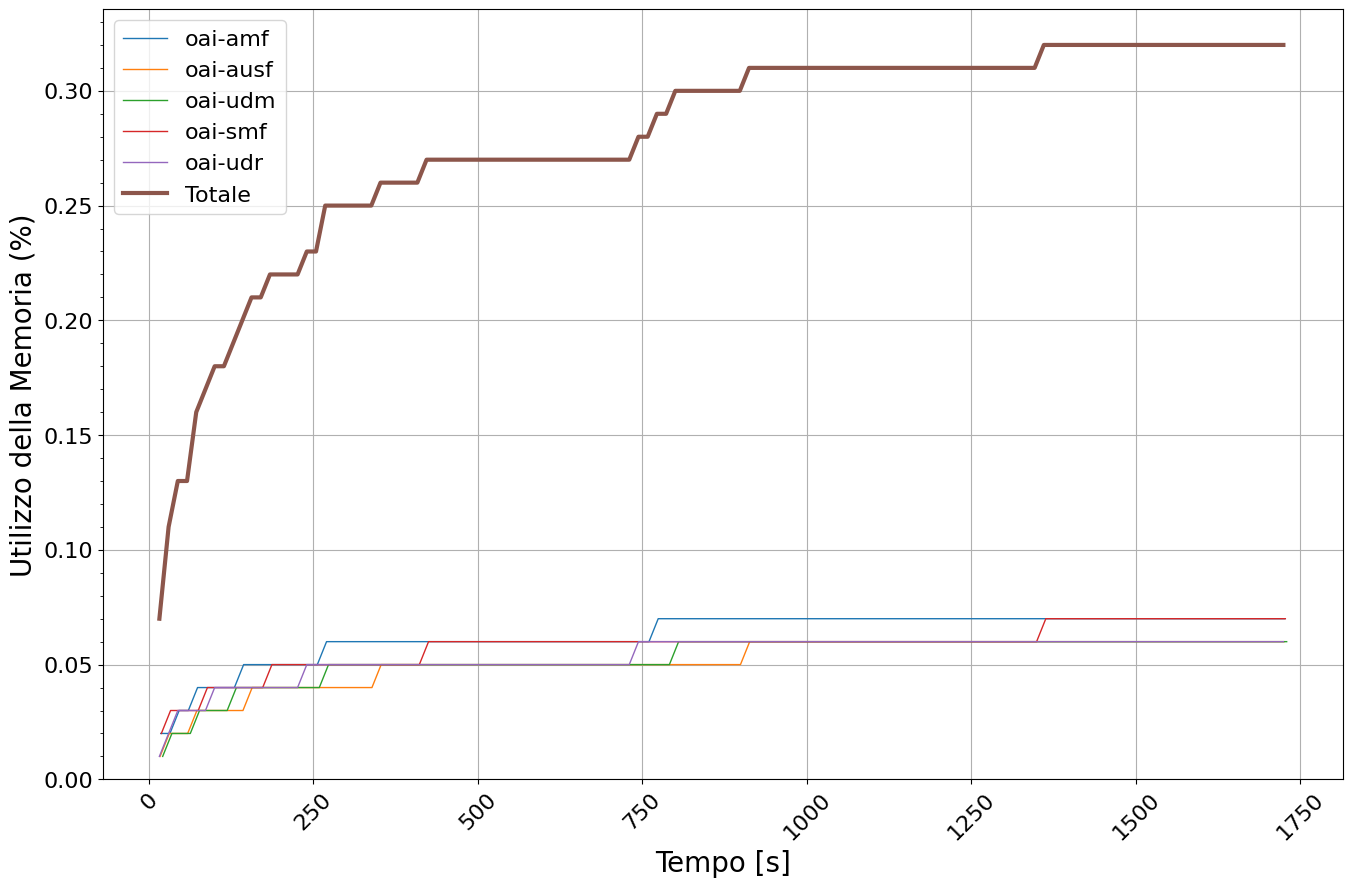 oai-amf
oai-ausf
oai-udm
oai-smf
oai-udr
Totale
Utilizzo della Memoria (%)
0.30
0.25
0.20
0.15
0.10
0.05
0.00
0
250
500
750
1000
1250
1500
1750
Tempo [s]